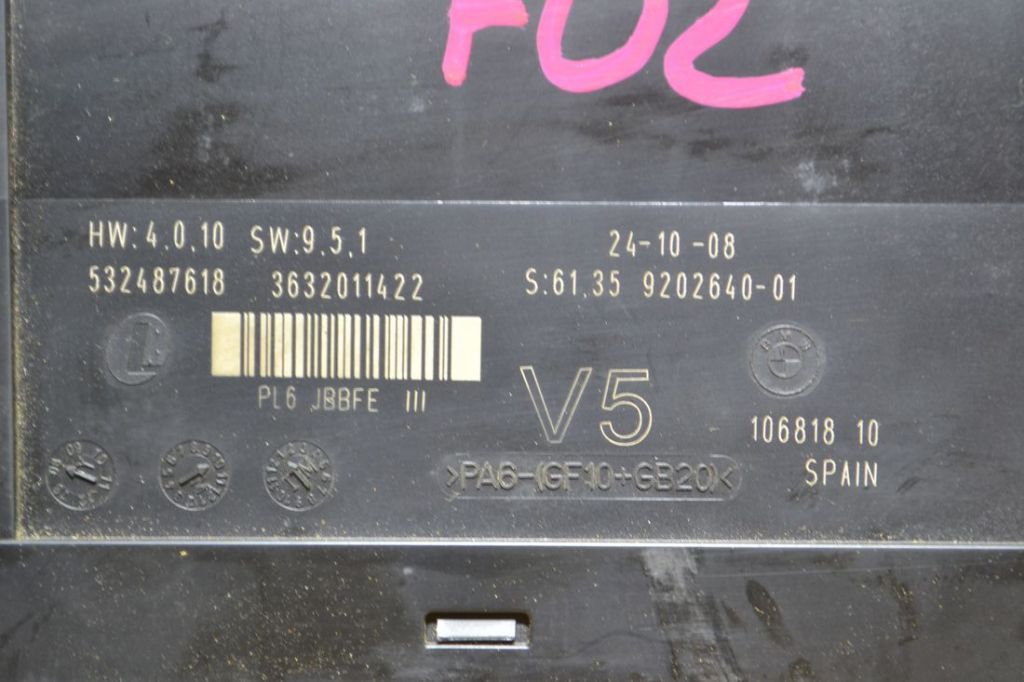 F02
HW:4.0.10 SW:9.5.1 24-10-08
532487618 3632011422 S:61.35 9202640-01
PL6 JBBFE III
V5
BMW
106818 10
SPAIN
>PA6-(GF10+GB20)<